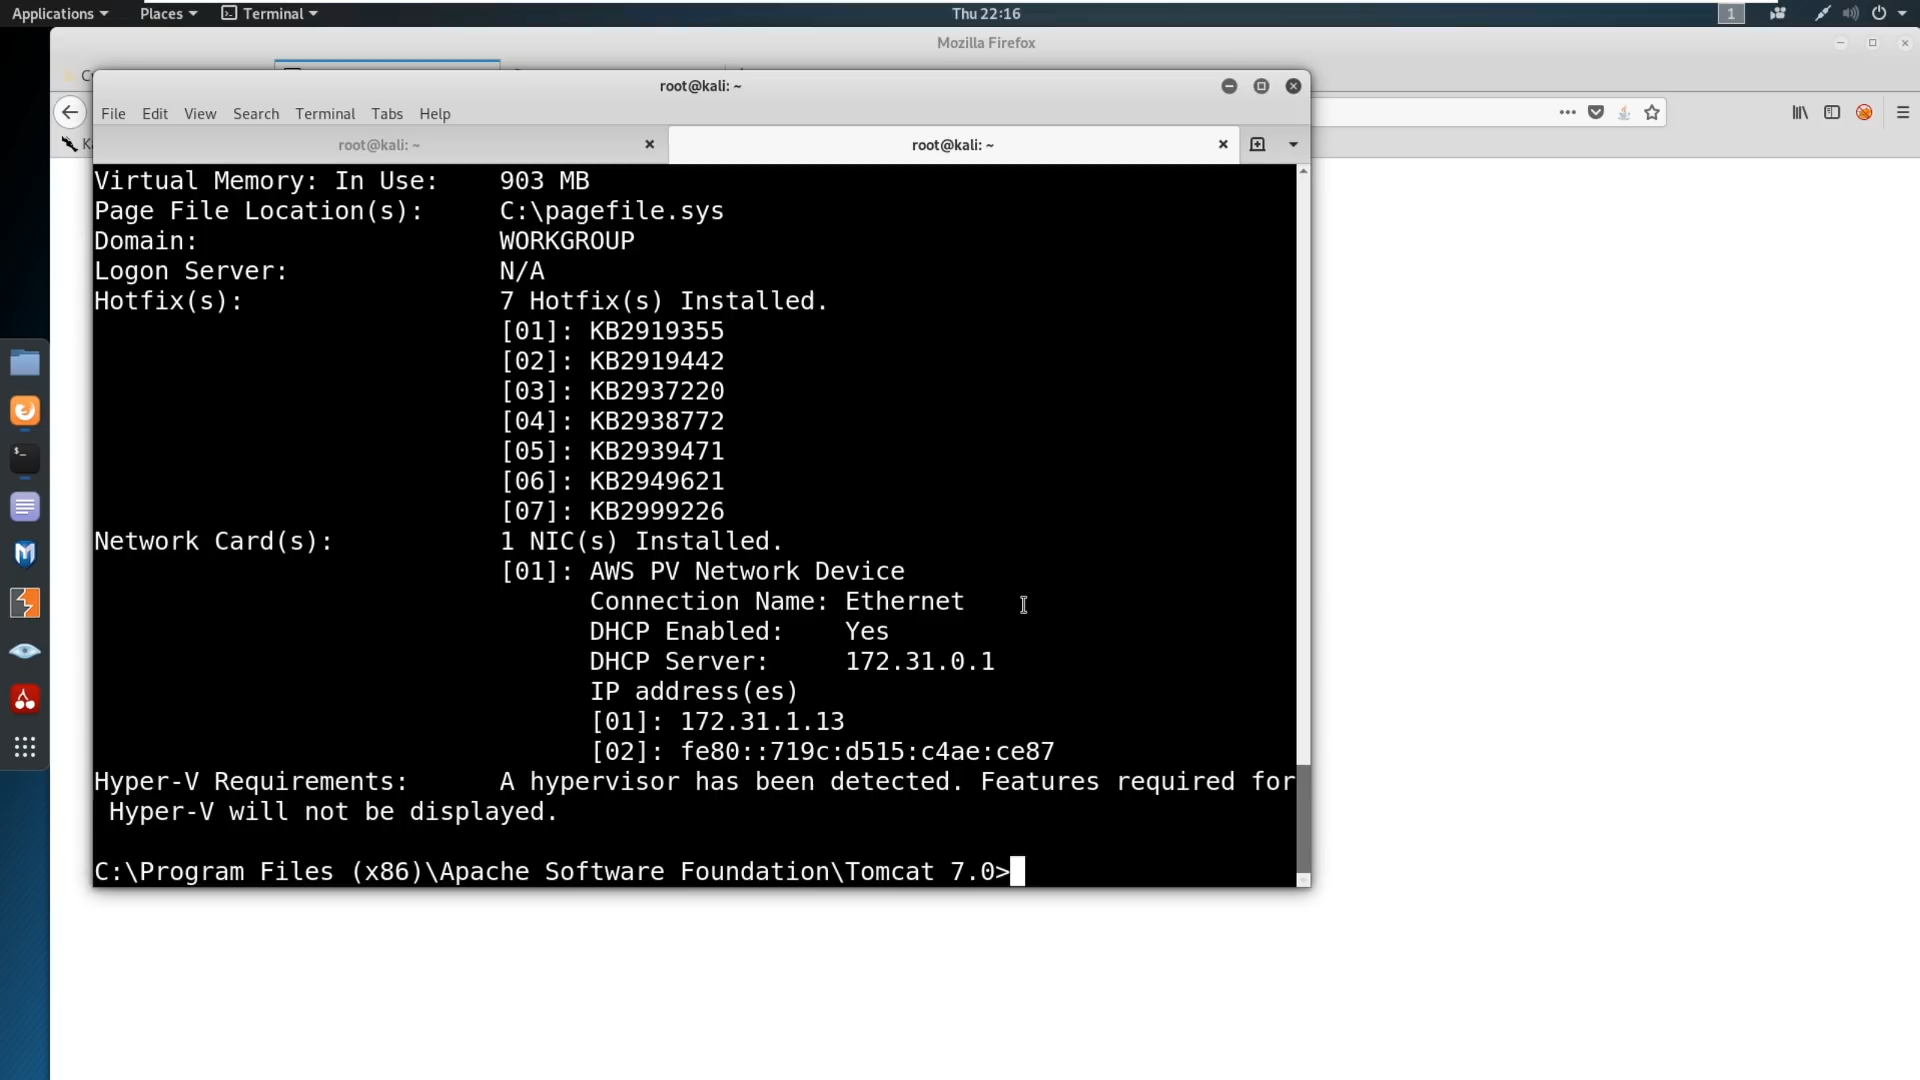 Applications Places Terminal Thu 22:16 1
Mozilla Firefox
root@kali: ~
File Edit View Search Terminal Tabs Help
root@kali: ~ root@kali: ~
Virtual Memory: In Use: 903 MB
Page File Location(s): C:\pagefile.sys
Domain: WORKGROUP
Logon Server: N/A
Hotfix(s): 7 Hotfix(s) Installed.
[01]: KB2919355
[02]: KB2919442
[03]: KB2937220
[04]: KB2938772
[05]: KB2939471
[06]: KB2949621
[07]: KB2999226
Network Card(s): 1 NIC(s) Installed.
[01]: AWS PV Network Device
Connection Name: Ethernet
DHCP Enabled: Yes
DHCP Server: 172.31.0.1
IP address(es)
[01]: 172.31.1.13
[02]: fe80::719c:d515:c4ae:ce87
Hyper-V Requirements: A hypervisor has been detected. Features required for
Hyper-V will not be displayed.
C:\Program Files (x86)\Apache Software Foundation\Tomcat 7.0>